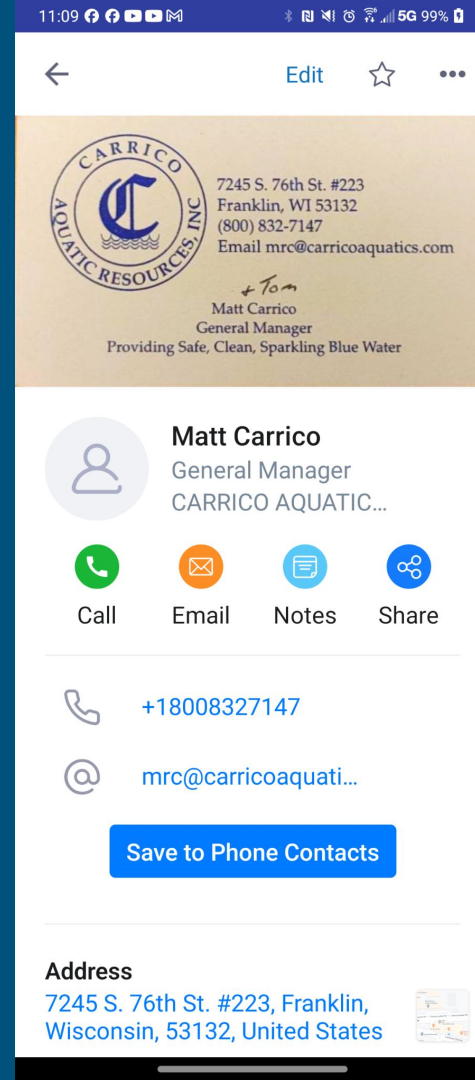 11:09
5G 99%
Edit
CARRICO
AQUATIC RESOURCES, INC
C
7245 S. 76th St. #223
Franklin, WI 53132
(800) 832-7147
Email mrc@carricoaquatics.com
+ Tom
Matt Carrico
General Manager
Providing Safe, Clean, Sparkling Blue Water
Matt Carrico
General Manager
CARRICO AQUATIC...
Call Email Notes Share
+18008327147
mrc@carricoaquati...
Save to Phone Contacts
Address
7245 S. 76th St. #223, Franklin,
Wisconsin, 53132, United States